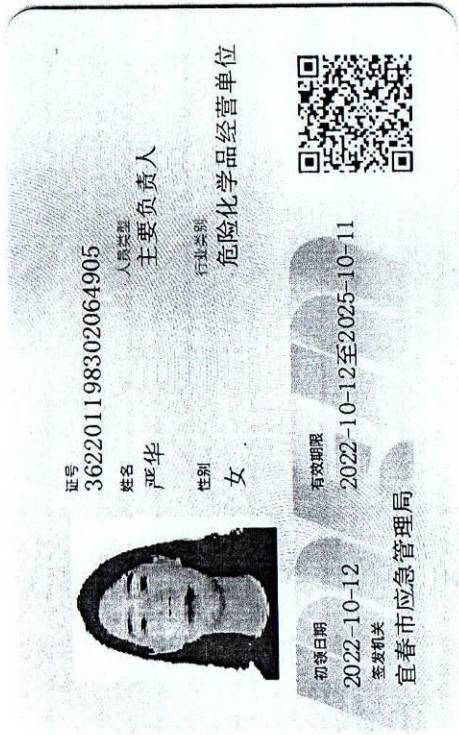 证号
362201198302064905
姓名 人员类型
严华 主要负责人
性别 行业类别
女 危险化学品经营单位
初领日期 有效期限
2022-10-12 2022-10-12至2025-10-11
签发机关
宜春市应急管理局